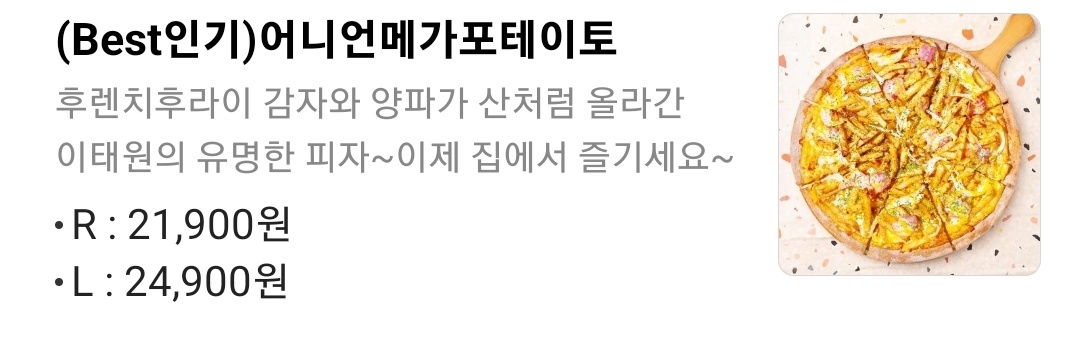 (Best인기)어니언메가포테이토
후렌치후라이 감자와 양파가 산처럼 올라간
이태원의 유명한 피자~이제 집에서 즐기세요~
• R : 21,900원
• L : 24,900원